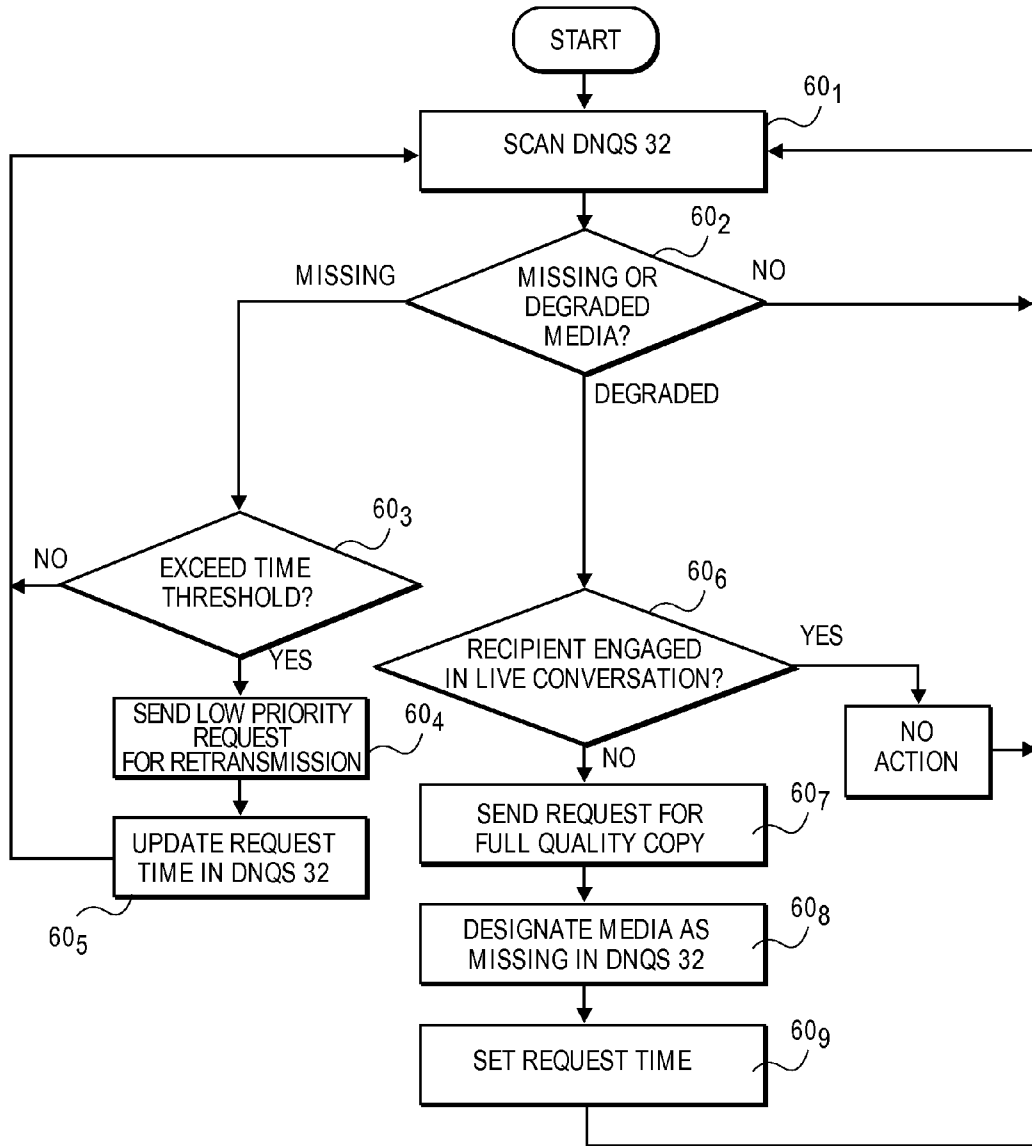 START
60₁
SCAN DNQS 32
60₂
MISSING
MISSING OR
DEGRADED
MEDIA?
NO
DEGRADED
60₃
NO
EXCEED TIME
THRESHOLD?
YES
60₆
RECIPIENT ENGAGED
IN LIVE CONVERSATION?
YES
SEND LOW PRIORITY
REQUEST
FOR RETRANSMISSION
60₄
NO
NO
ACTION
UPDATE REQUEST
TIME IN DNQS 32
60₅
SEND REQUEST FOR
FULL QUALITY COPY
60₇
DESIGNATE MEDIA AS
MISSING IN DNQS 32
60₈
SET REQUEST TIME
60₉